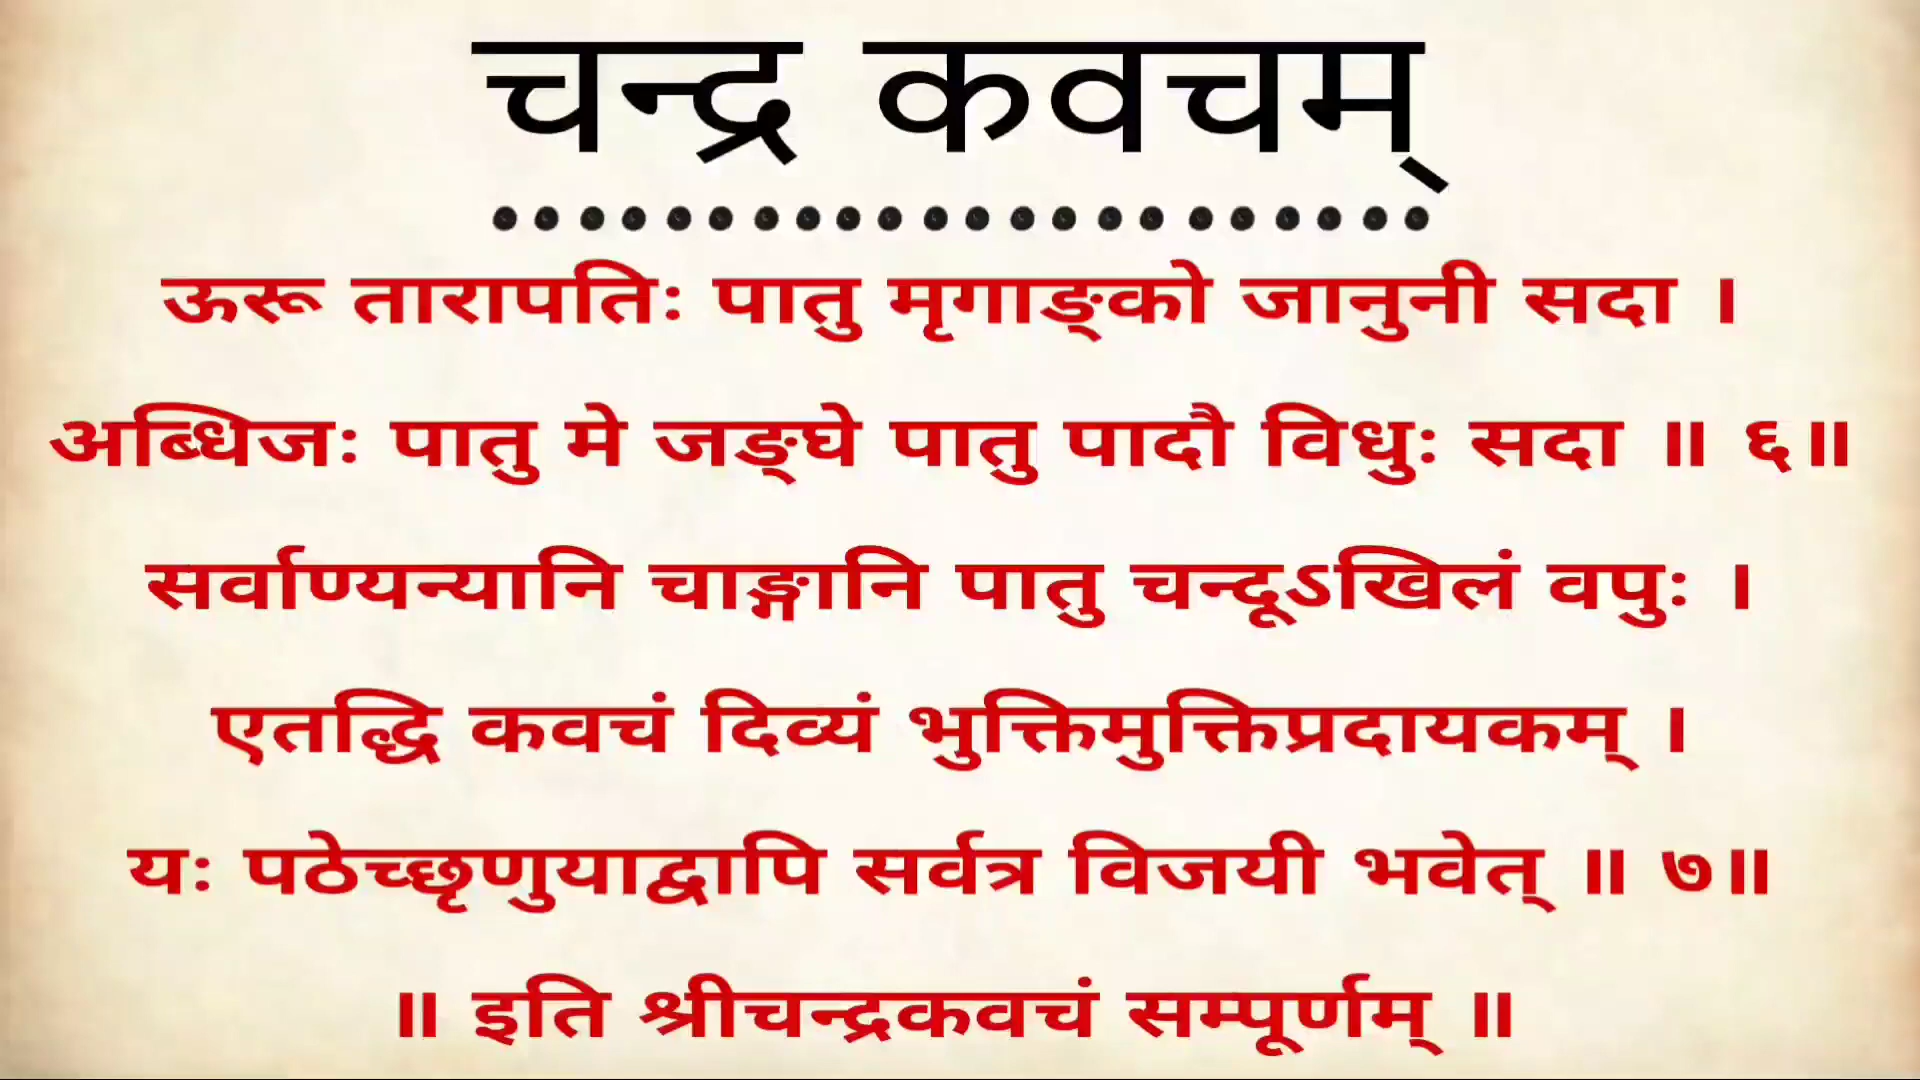 चन्द्र कवचम्
ऊरू तारापतिः पातु मृगाङ्को जानुनी सदा ।
अब्धिजः पातु मे जङ्घे पातु पादौ विधुः सदा ॥ ६॥
सर्वाण्यन्यानि चाङ्गानि पातु चन्दूऽखिलं वपुः ।
एतद्धि कवचं दिव्यं भुक्तिमुक्तिप्रदायकम् ।
यः पठेच्छृणुयाद्वापि सर्वत्र विजयी भवेत् ॥ ७॥
॥ इति श्रीचन्द्रकवचं सम्पूर्णम् ॥